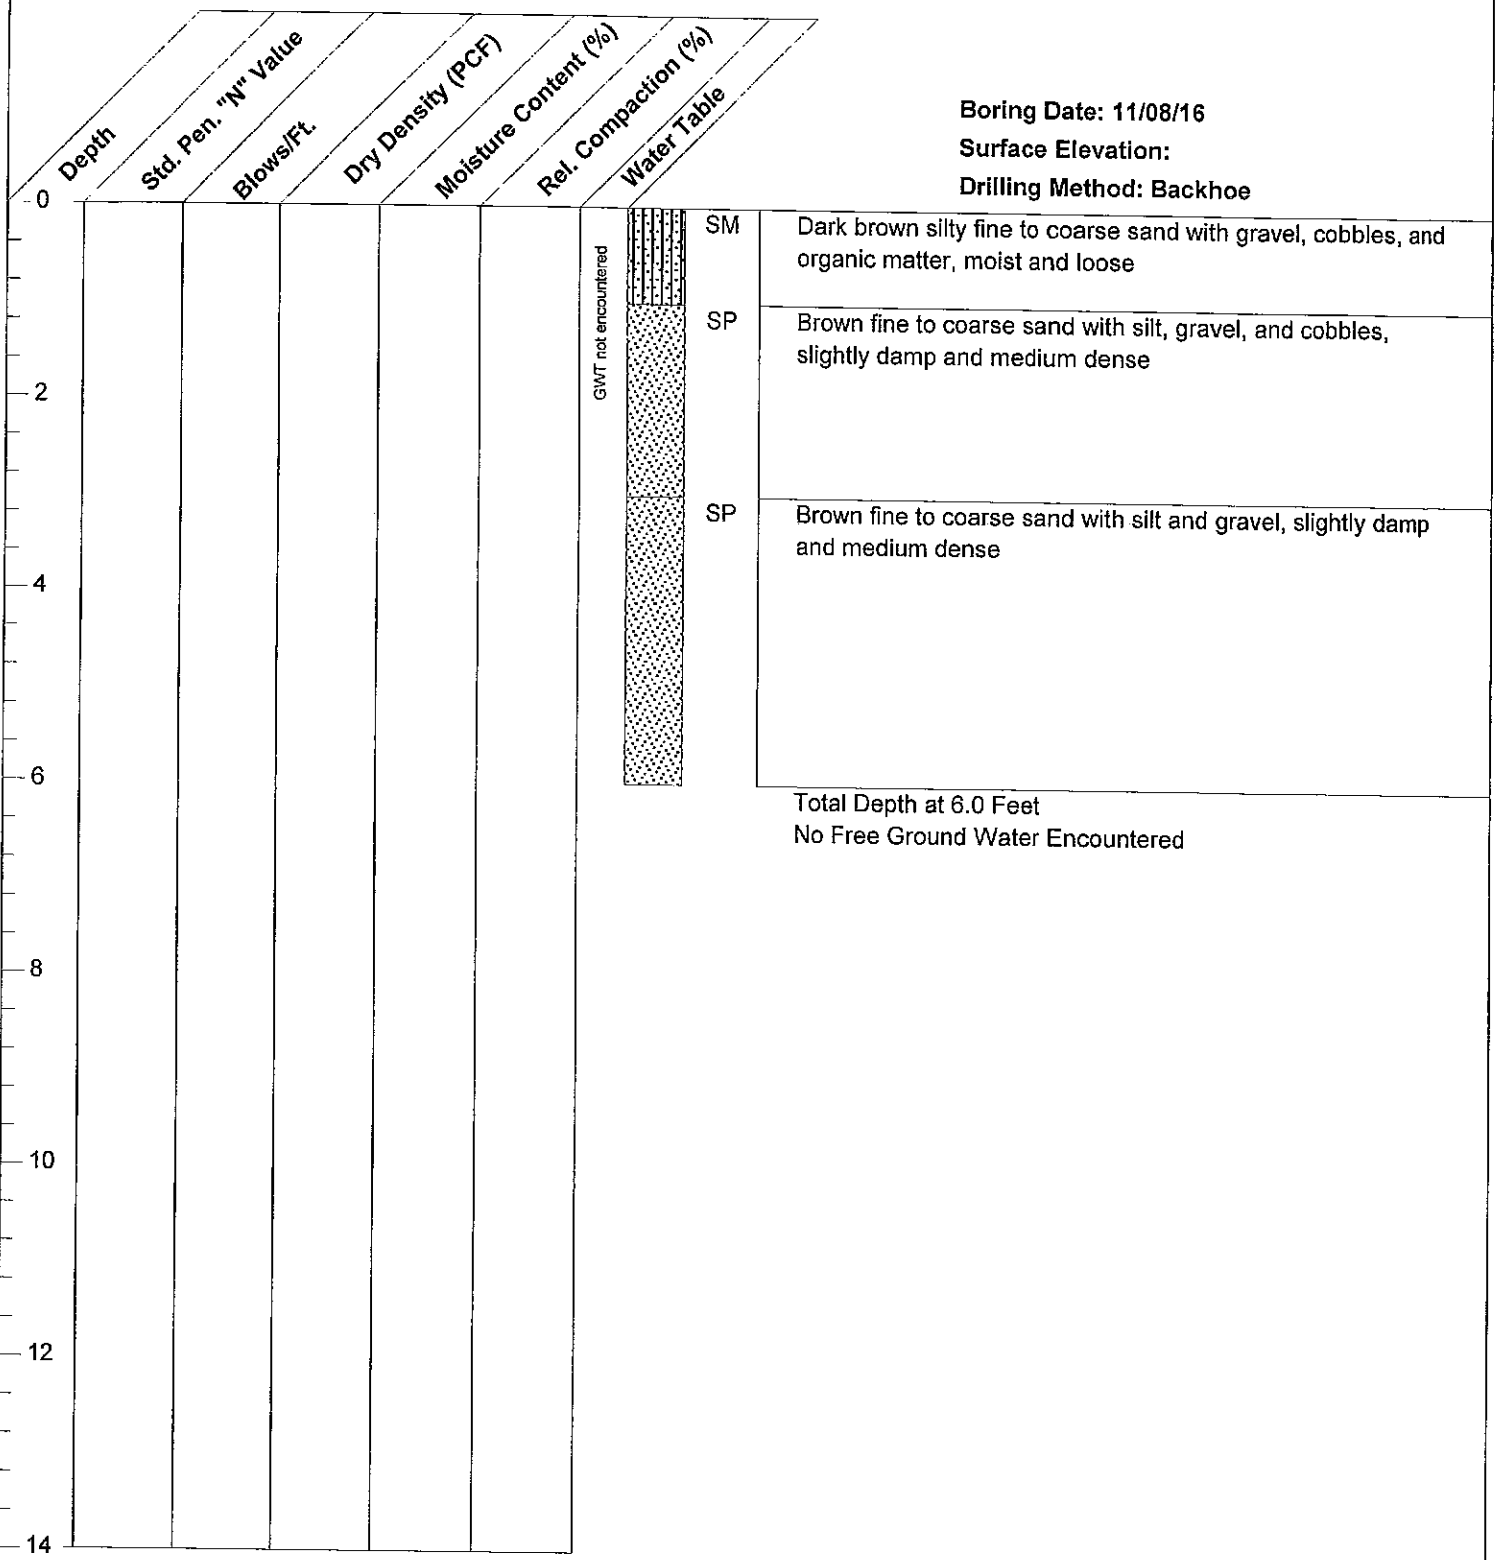 Depth
Std. Pen. "N" Value
Blows/Ft.
Dry Density (PCF)
Moisture Content (%)
Rel. Compaction (%)
Water Table
Boring Date: 11/08/16
Surface Elevation:
Drilling Method: Backhoe
0
GWT not encountered
SM
Dark brown silty fine to coarse sand with gravel, cobbles, and
organic matter, moist and loose
SP
Brown fine to coarse sand with silt, gravel, and cobbles,
slightly damp and medium dense
2
SP
Brown fine to coarse sand with silt and gravel, slightly damp
and medium dense
4
6
Total Depth at 6.0 Feet
No Free Ground Water Encountered
8
10
12
14